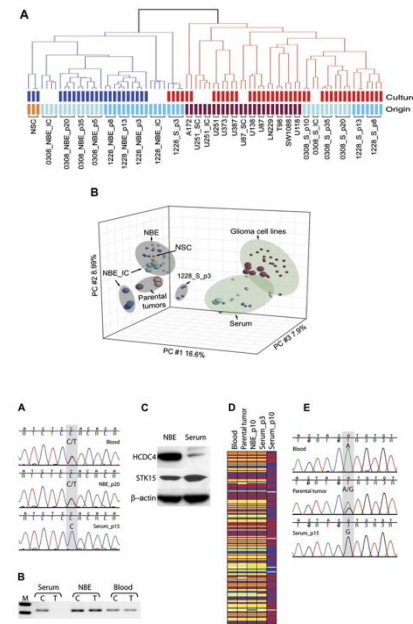 A
Culture
Origin
NSC
0308_NBE_IC
0308_NBE_p20
0308_NBE_p35
0308_NBE_p5
1228_NBE_p8
1228_NBE_p13
1228_NBE_p3
1228_NBE_IC
1228_S_p3
A172
U251_SC
U251_IC
U251
U373
U387
U87_SC
U138
U87
LN229
T98
SW1088
U118
0308_S_p10
0308_S_IC
0308_S_p35
0308_S_p20
1228_S_p13
1228_S_p8
B
NBE
NSC
Glioma cell lines
NBE_IC
1228_S_p3
Parental
tumors
Serum
PC #2 8.99%
PC #1 16.6%
PC #3 7.9%
A
C/T
Blood
C/T
NBE_p20
C
Serum_p15
B
Serum NBE Blood
M C T C T C T
C
NBE Serum
HCDC4
STK15
β-actin
D
Blood
Parental tumor
NBE_p10
Serum_p3
Serum_p10
E
A
Blood
A/G
Parental tumor
G
Serum_p15